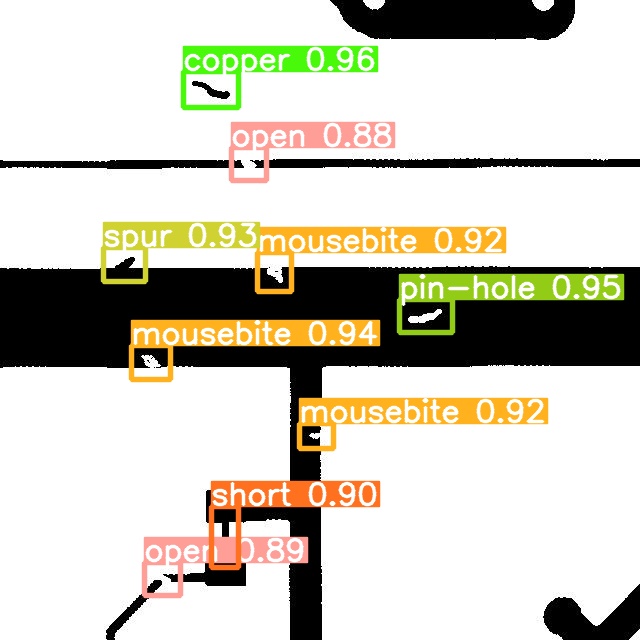 copper 0.96
open 0.88
spur 0.93
mousebite 0.92
pin-hole 0.95
mousebite 0.94
mousebite 0.92
short 0.90
open 0.89